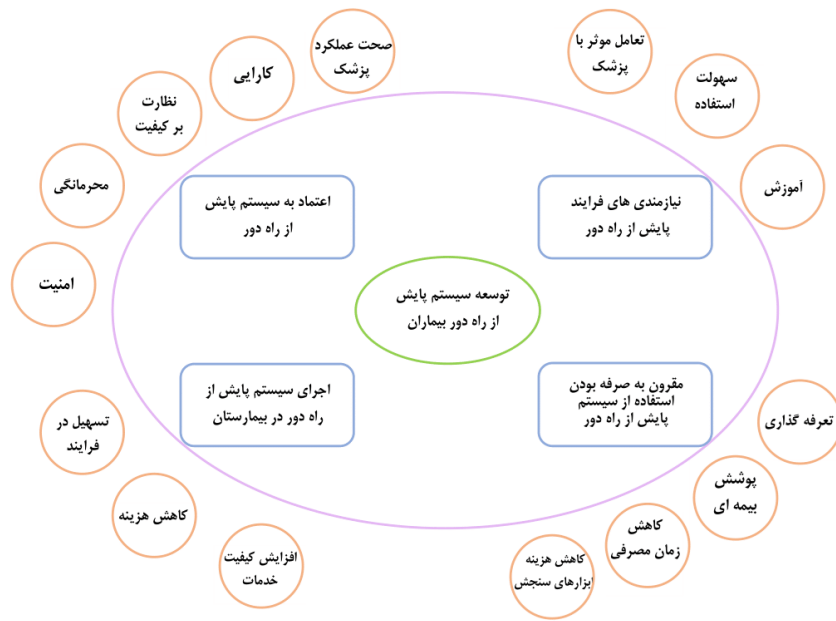 تعامل موثر با
پزشک
سهولت
استفاده
آموزش
صحت عملکرد
پزشک
کارایی
نظارت
بر کیفیت
محرمانگی
امنیت
نیازمندی های فرایند
پایش از راه دور
اعتماد به سیستم پایش
از راه دور
توسعه سیستم پایش
از راه دور بیماران
مقرون به صرفه بودن
استفاده از سیستم
پایش از راه دور
اجرای سیستم پایش از
راه دور در بیمارستان
تعرفه گذاری
پوشش
بیمه ای
کاهش
زمان مصرفی
کاهش هزینه
ابزارهای سنجش
تسهیل در
فرایند
کاهش هزینه
افزایش کیفیت
خدمات